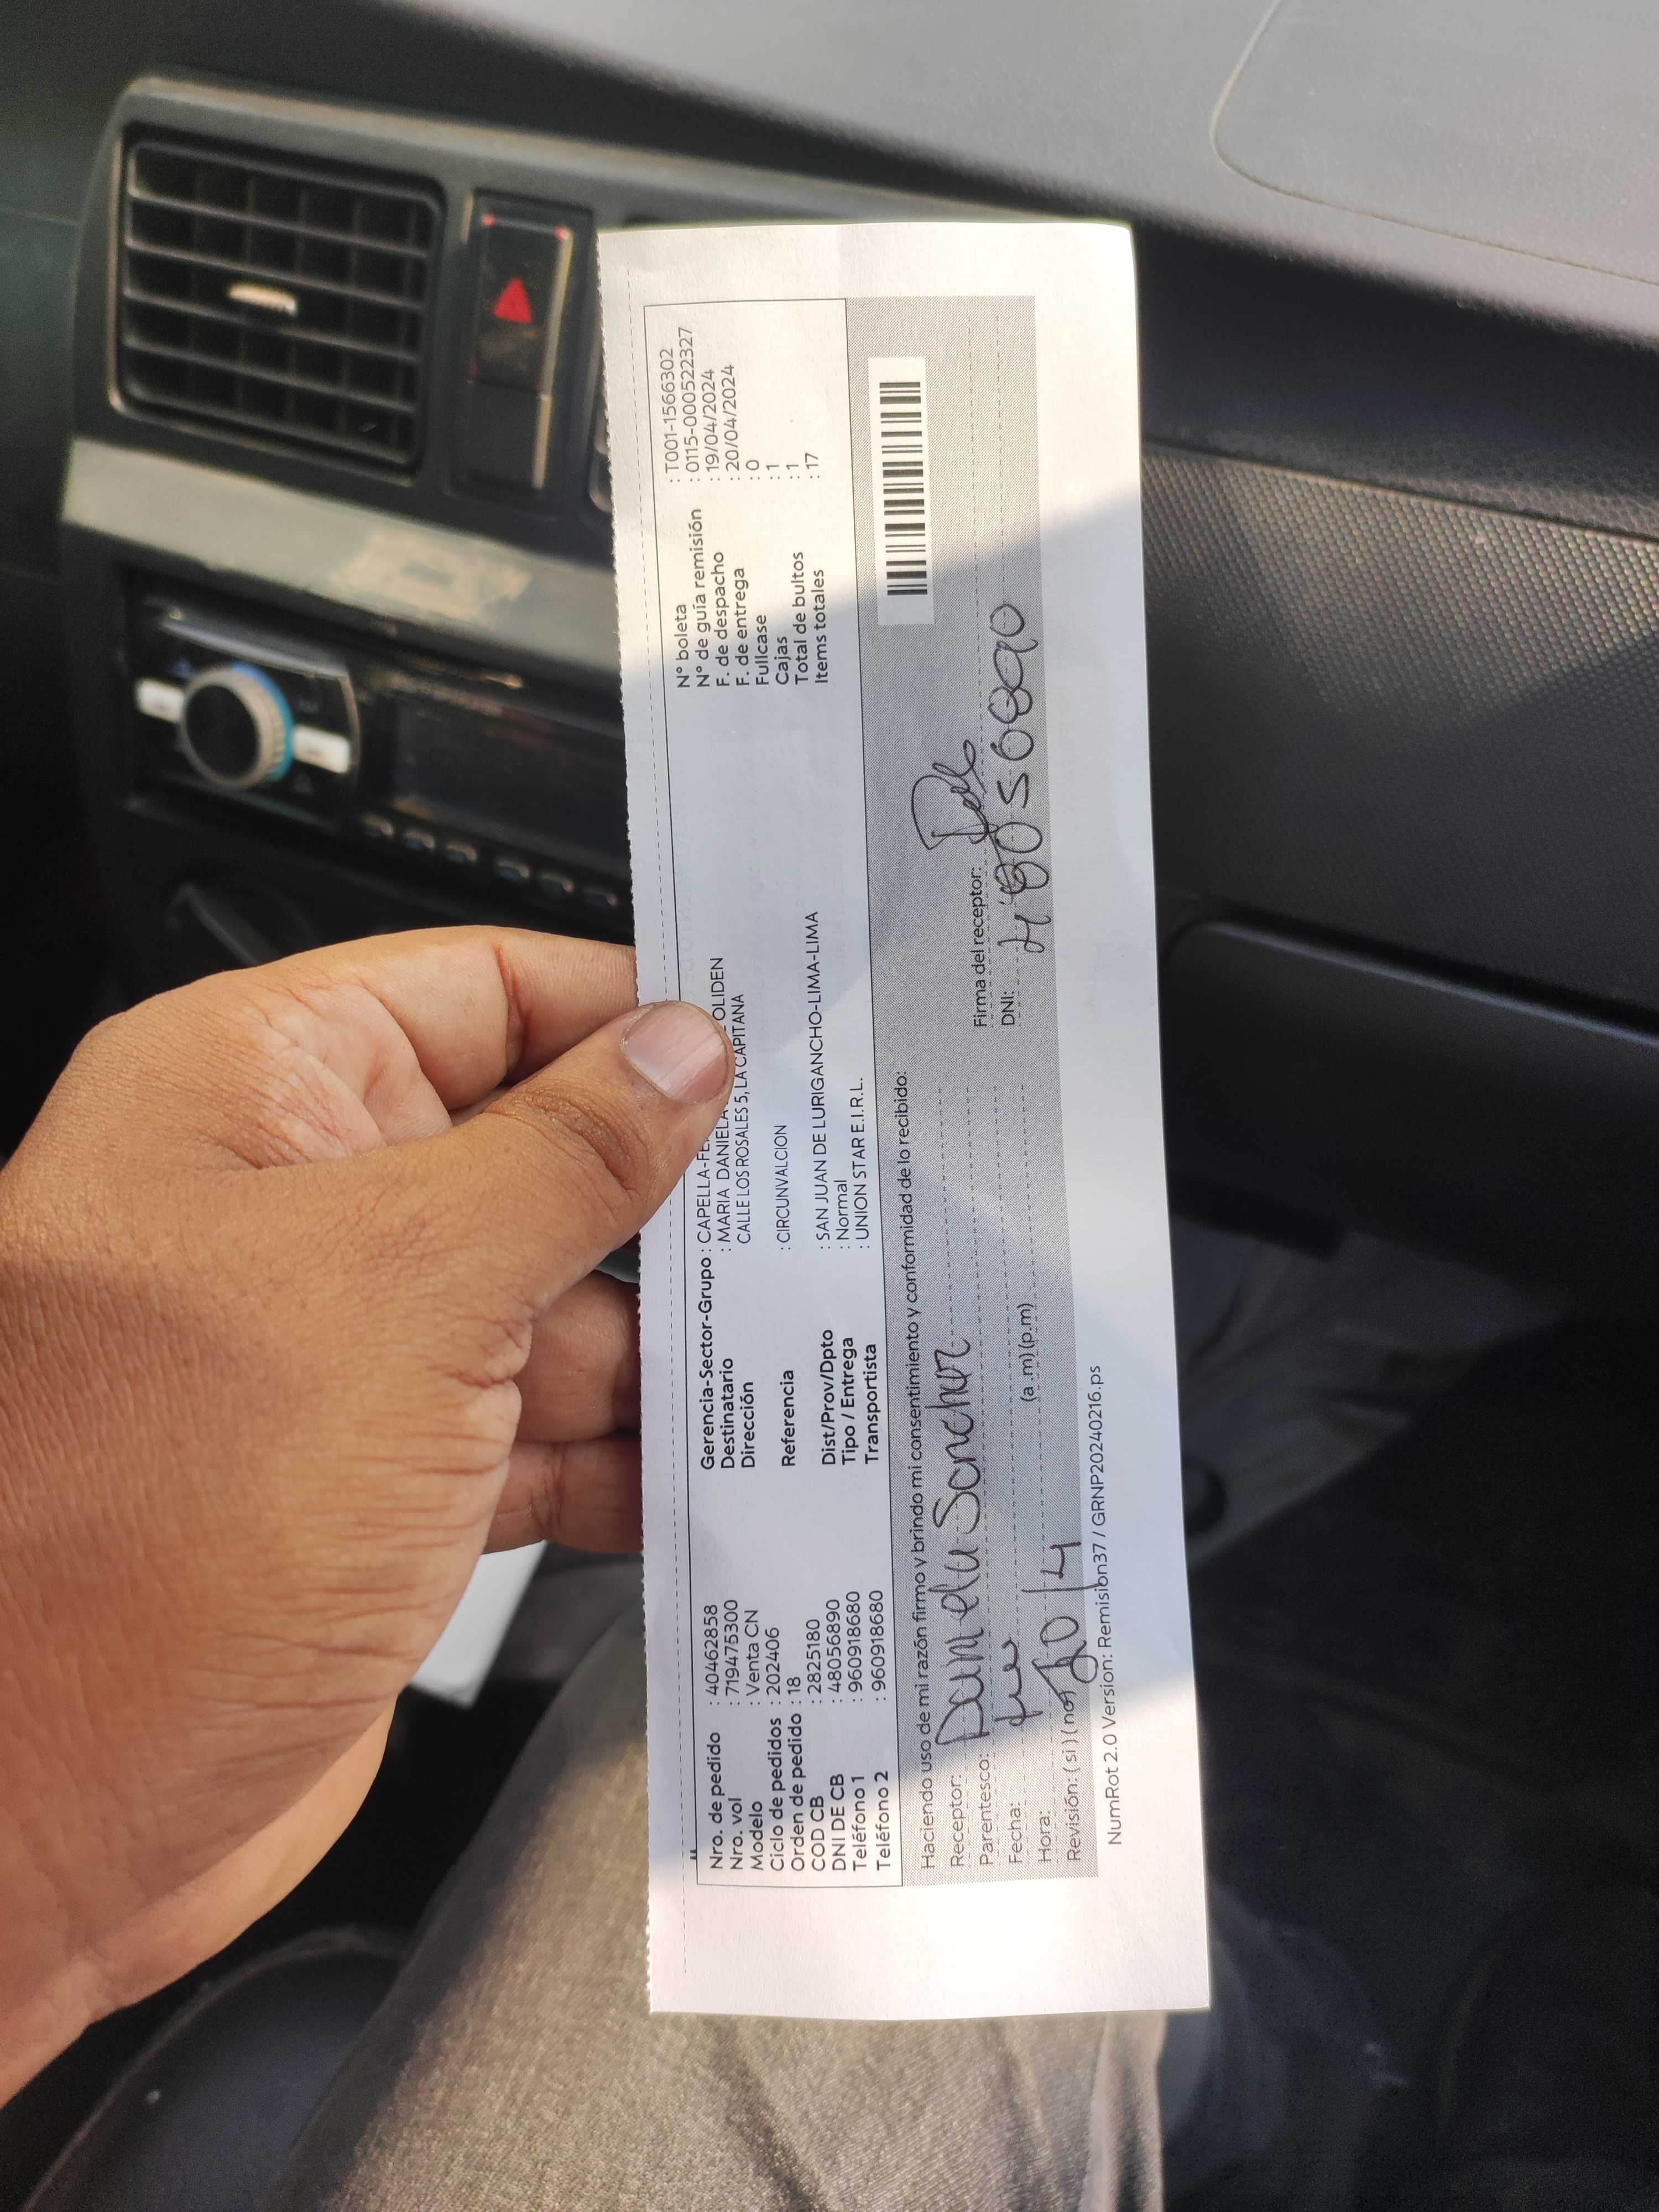 Nro. de pedido : 40462858
Nro. vol : 719475300
Modelo : Venta CN
Ciclo de pedidos : 202406
Orden de pedido : 18
COD CB : 2825180
DNI DE CB : 48056890
Teléfono 1 : 960918680
Teléfono 2 : 960918680
Gerencia-Sector-Grupo : CAPELLA-
Destinatario : MARIA DANIELA OLIDEN
Dirección CALLE LOS ROSALES 5, LA CAPITANA
Referencia : CIRCUNVALCION
Dist/Prov/Dpto : SAN JUAN DE LURIGANCHO-LIMA-LIMA
Tipo / Entrega : Normal
Transportista : UNION STAR E.I.R.L.
N° boleta : T001-1566302
N° de guía remisión : 0115-000522327
F. de despacho : 19/04/2024
F. de entrega : 20/04/2024
Fullcase : 0
Cajas : 1
Total de bultos : 1
Items totales : 17
Haciendo uso de mi razón firmo y brindo mi consentimiento y conformidad de lo recibido:
Receptor: Daniela Sanchez
Parentesco:
Fecha:
Hora: (a .m) (p.m)
Revisión: ( si ) ( no ) 20/4
Firma del receptor:
DNI: 48056890
NumRot 2.0 Version: Remision37 / GRNP20240216.ps